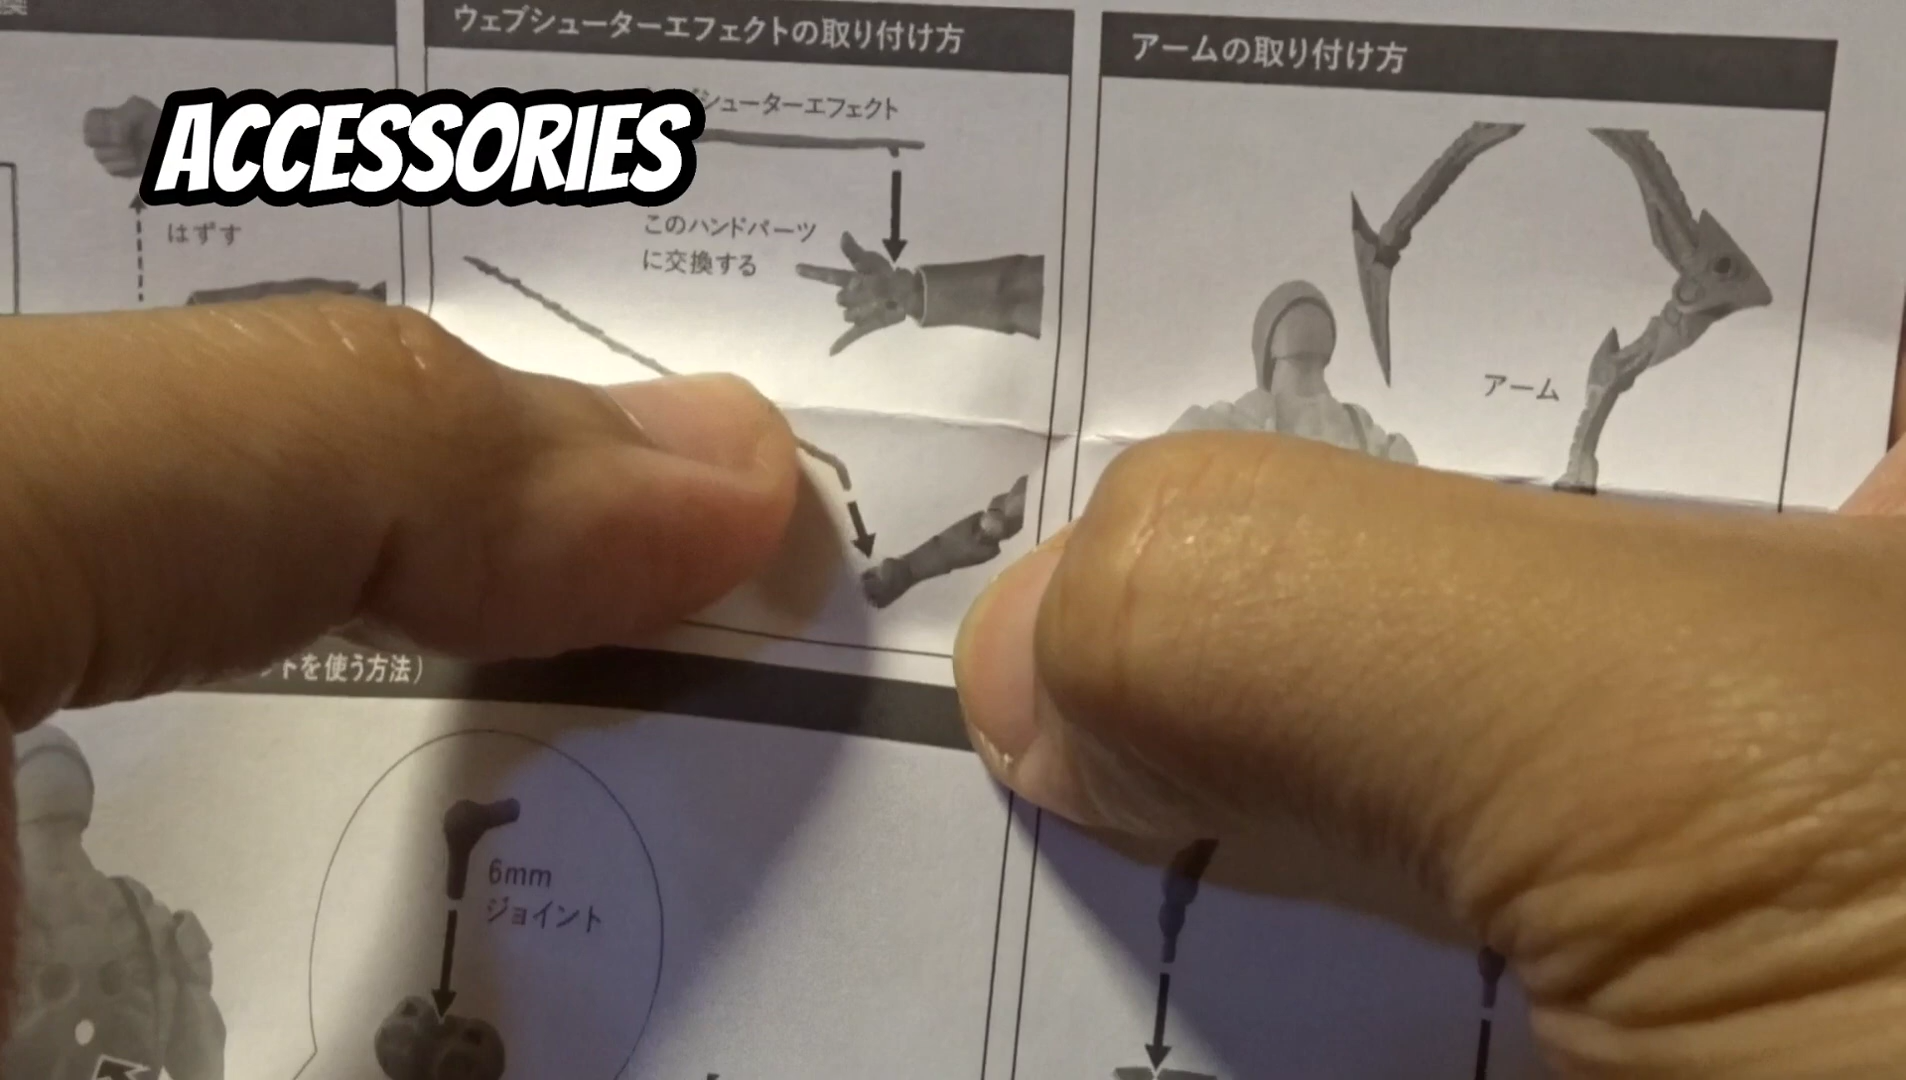 ウェブシューターエフェクトの取り付け方
アームの取り付け方
ACCESSORIES
シューターエフェクト
はずす
このハンドパーツ
に交換する
アーム
トを使う方法）
6mm
ジョイント